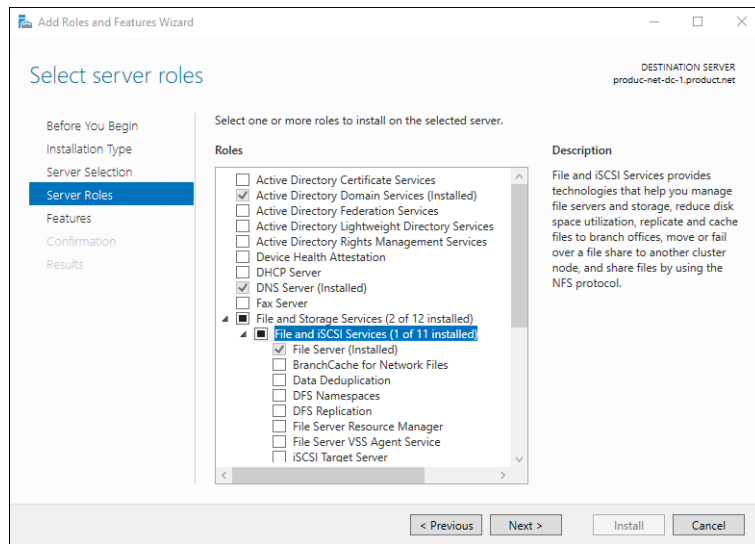 Add Roles and Features Wizard
Select server roles
DESTINATION SERVER
produc-net-dc-1.product.net
Before You Begin
Installation Type
Server Selection
Server Roles
Features
Confirmation
Results
Select one or more roles to install on the selected server.
Roles
Active Directory Certificate Services
Active Directory Domain Services (Installed)
Active Directory Federation Services
Active Directory Lightweight Directory Services
Active Directory Rights Management Services
Device Health Attestation
DHCP Server
DNS Server (Installed)
Fax Server
File and Storage Services (2 of 12 installed)
File and iSCSI Services (1 of 11 installed)
File Server (Installed)
BranchCache for Network Files
Data Deduplication
DFS Namespaces
DFS Replication
File Server Resource Manager
File Server VSS Agent Service
iSCSI Target Server
Description
File and iSCSI Services provides
technologies that help you manage
file servers and storage, reduce disk
space utilization, replicate and cache
files to branch offices, move or fail
over a file share to another cluster
node, and share files by using the
NFS protocol.
< Previous
Next >
Install
Cancel